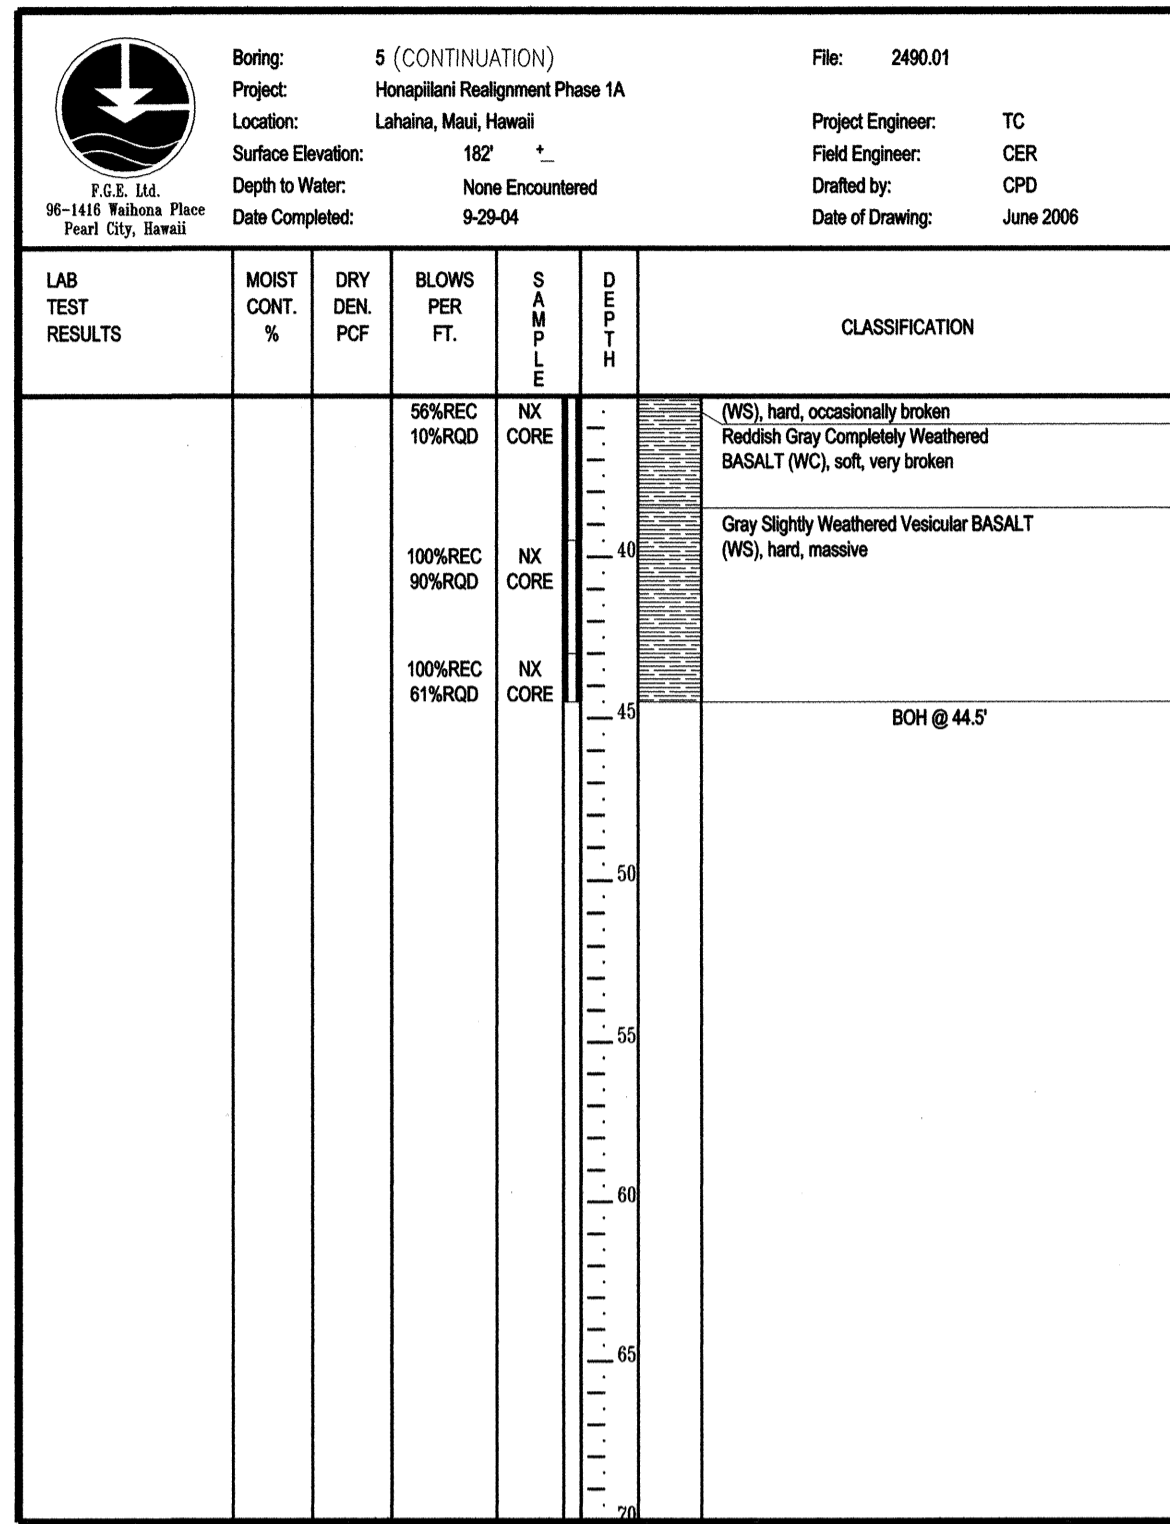 F.G.E. Ltd.
96-1416 Waihona Place
Pearl City, Hawaii
Boring: 5 (CONTINUATION)
Project: Honapiilani Realignment Phase 1A
Location: Lahaina, Maui, Hawaii
Surface Elevation: 182' +_
Depth to Water: None Encountered
Date Completed: 9-29-04
File: 2490.01
Project Engineer: TC
Field Engineer: CER
Drafted by: CPD
Date of Drawing: June 2006
LAB
TEST
RESULTS
MOIST
CONT.
%
DRY
DEN.
PCF
BLOWS
PER
FT.
SAMPLE
DEPTH
CLASSIFICATION
56%REC NX
10%RQD CORE
(WS), hard, occasionally broken
Reddish Gray Completely Weathered
BASALT (WC), soft, very broken
Gray Slightly Weathered Vesicular BASALT
(WS), hard, massive
40
100%REC NX
90%RQD CORE
100%REC NX
61%RQD CORE
45
BOH @ 44.5'
50
55
60
65
70